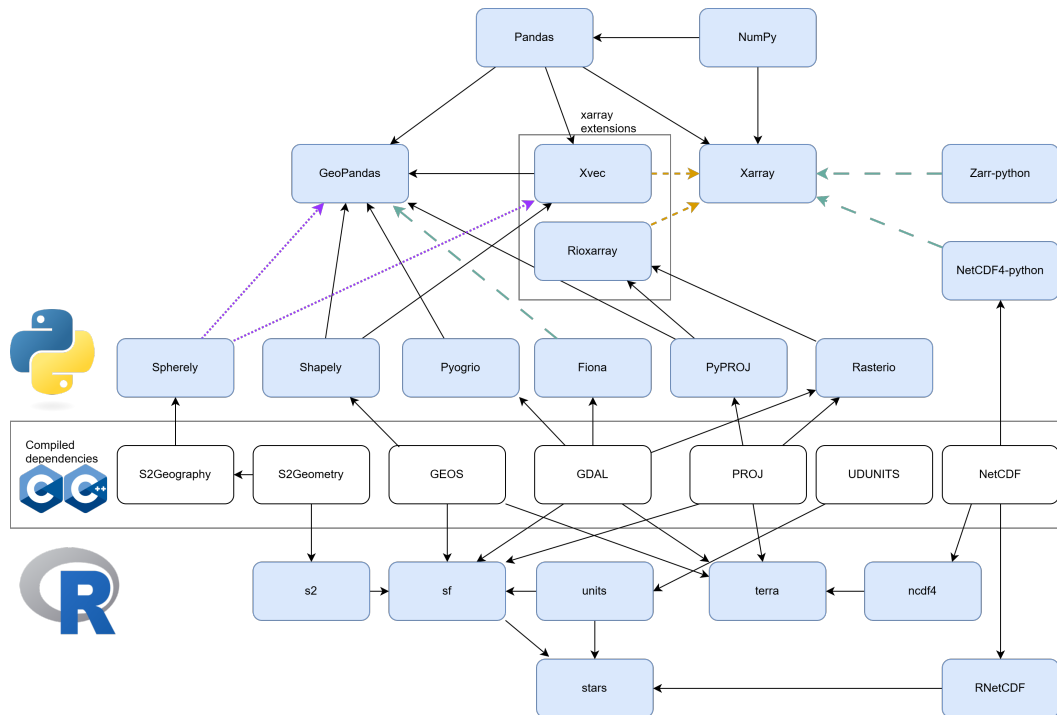 Pandas
NumPy
xarray
extensions
GeoPandas
Xvec
Xarray
Zarr-python
Rioxarray
NetCDF4-python
Spherely
Shapely
Pyogrio
Fiona
PyPROJ
Rasterio
Compiled
dependencies
C
C++
S2Geography
S2Geometry
GEOS
GDAL
PROJ
UDUNITS
NetCDF
R
s2
sf
units
terra
ncdf4
stars
RNetCDF